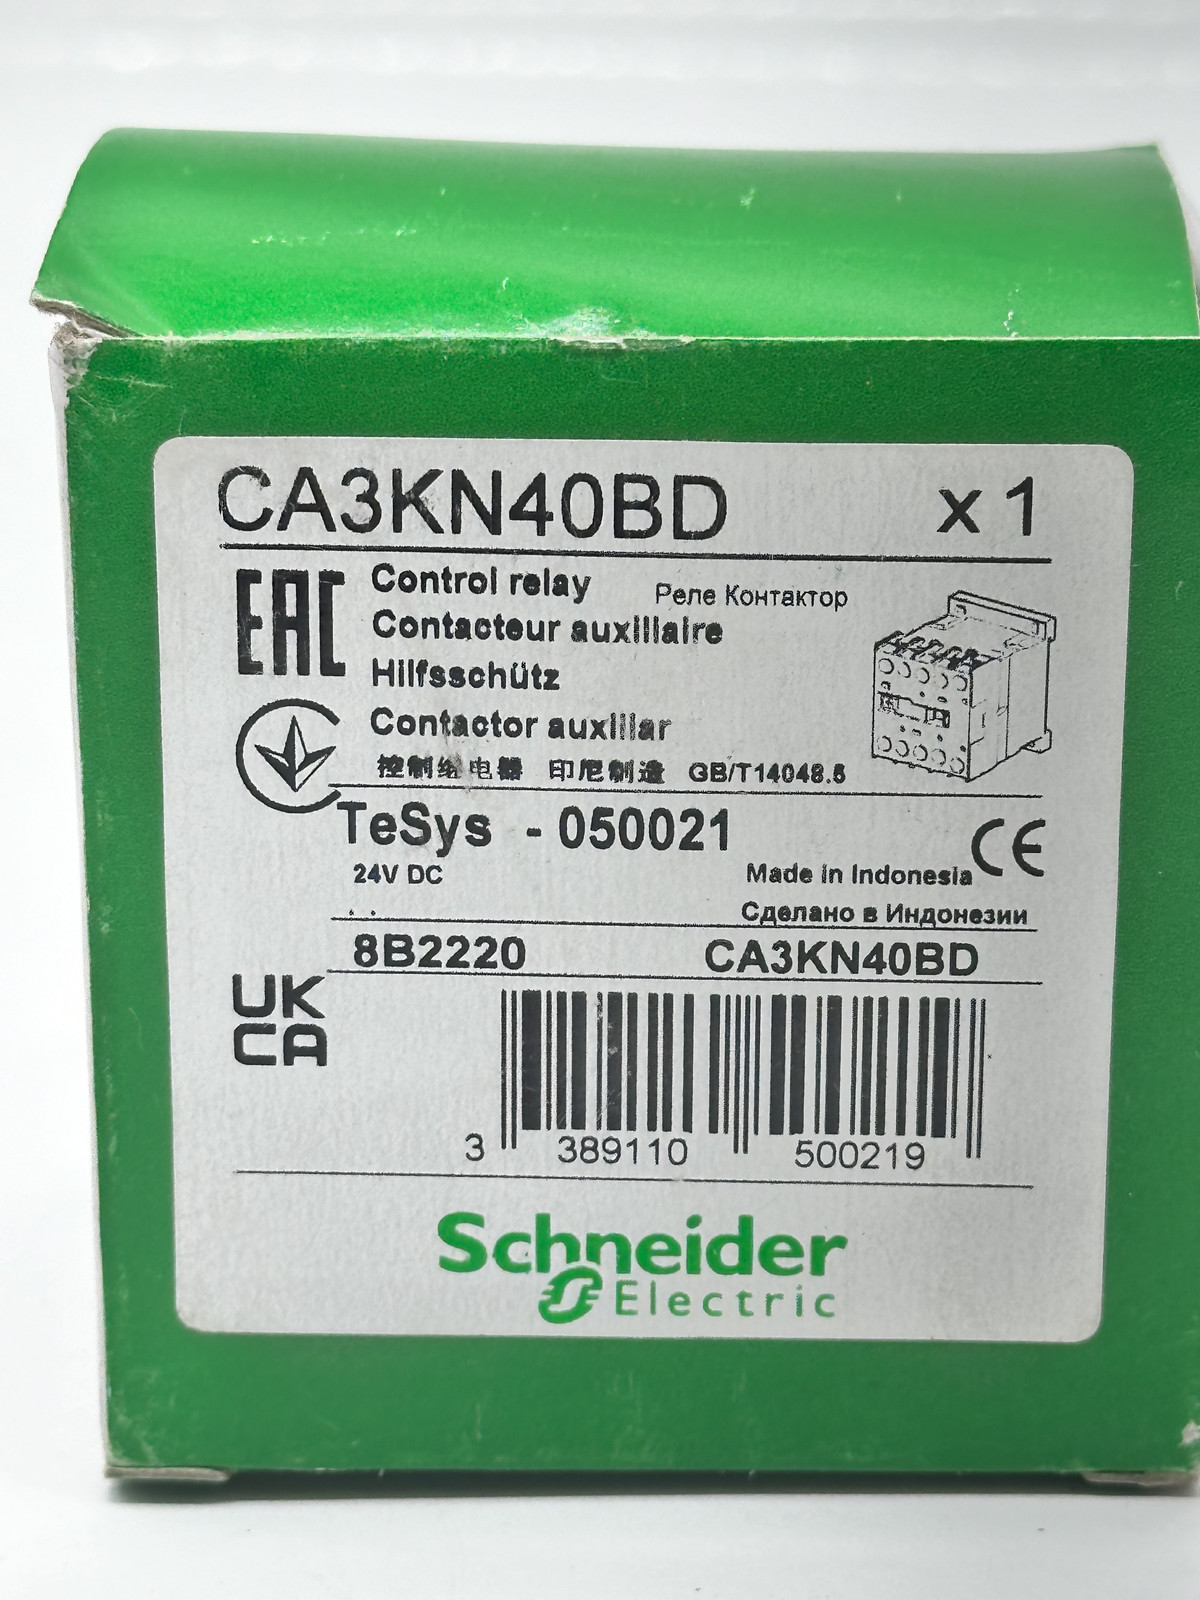 CA3KN40BD x 1
EAC
Control relay Реле Контактор
Contacteur auxiliaire
Hilfsschütz
Contactor auxiliar
控制继电器 印尼制造 GB/T14048.5
TeSys - 050021
CE
24V DC Made in Indonesia
Сделано в Индонезии
8B2220 CA3KN40BD
UK
CA
3 389110 500219
Schneider
Electric